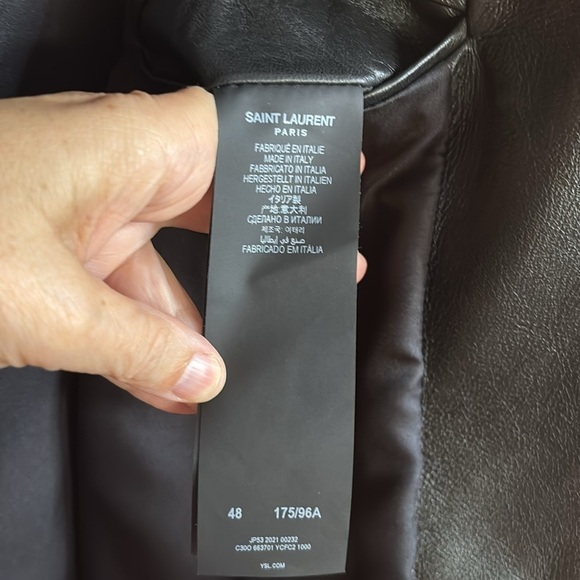 SAINT LAURENT
PARIS
FABRIQUÉ EN ITALIE
MADE IN ITALY
FABBRICATO IN ITALIA
HERGESTELLT IN ITALIEN
HECHO EN ITALIA
イタリア製
产地:意大利
СДЕЛАНО В ИТАЛИИ
제조국: 이태리
صنع في إيطاليا
FABRICADO EM ITÁLIA
48 175/96A
JP53 2021 00232
C30O 663701 YCFC2 1000
YSL.COM